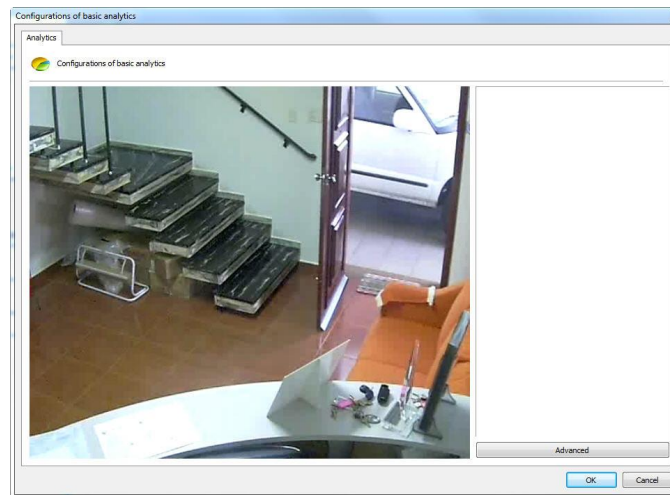 Configurations of basic analytics
Analytics
Configurations of basic analytics
Advanced
OK
Cancel